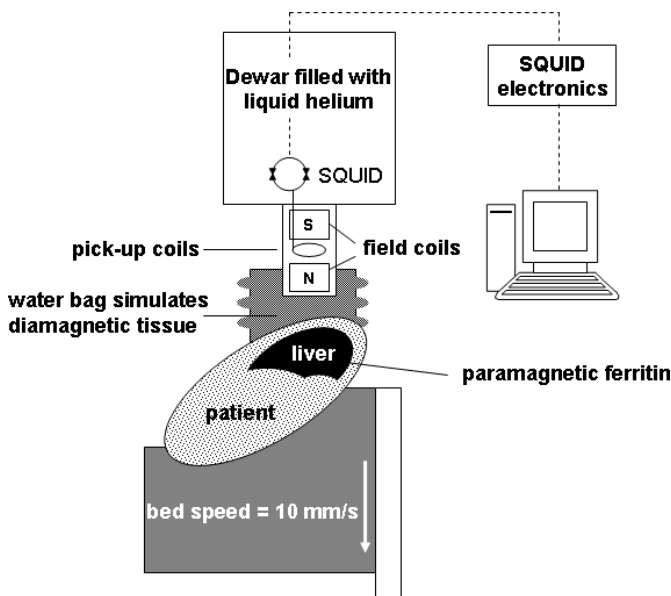 Dewar filled with
liquid helium
SQUID
electronics
SQUID
S
pick-up coils
field coils
N
water bag simulates
diamagnetic tissue
liver
paramagnetic ferritin
patient
bed speed = 10 mm/s